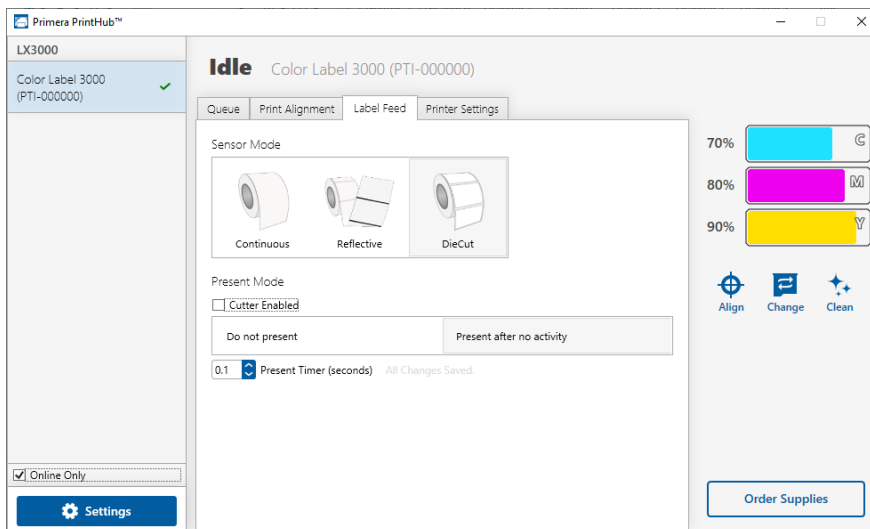 Primera PrintHub™
LX3000
Color Label 3000
(PTI-000000)
Online Only
Settings
Idle Color Label 3000 (PTI-000000)
Queue Print Alignment Label Feed Printer Settings
Sensor Mode
Continuous Reflective DieCut
Present Mode
Cutter Enabled
Do not present Present after no activity
0.1 Present Timer (seconds) All Changes Saved.
70% C
80% M
90% Y
Align Change Clean
Order Supplies